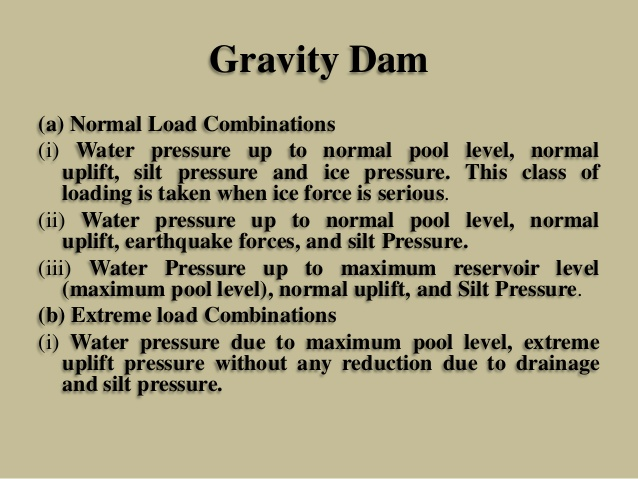 Gravity Dam
(a) Normal Load Combinations
(i) Water pressure up to normal pool level, normal
uplift, silt pressure and ice pressure. This class of
loading is taken when ice force is serious.
(ii) Water pressure up to normal pool level, normal
uplift, earthquake forces, and silt Pressure.
(iii) Water Pressure up to maximum reservoir level
(maximum pool level), normal uplift, and Silt Pressure.
(b) Extreme load Combinations
(i) Water pressure due to maximum pool level, extreme
uplift pressure without any reduction due to drainage
and silt pressure.